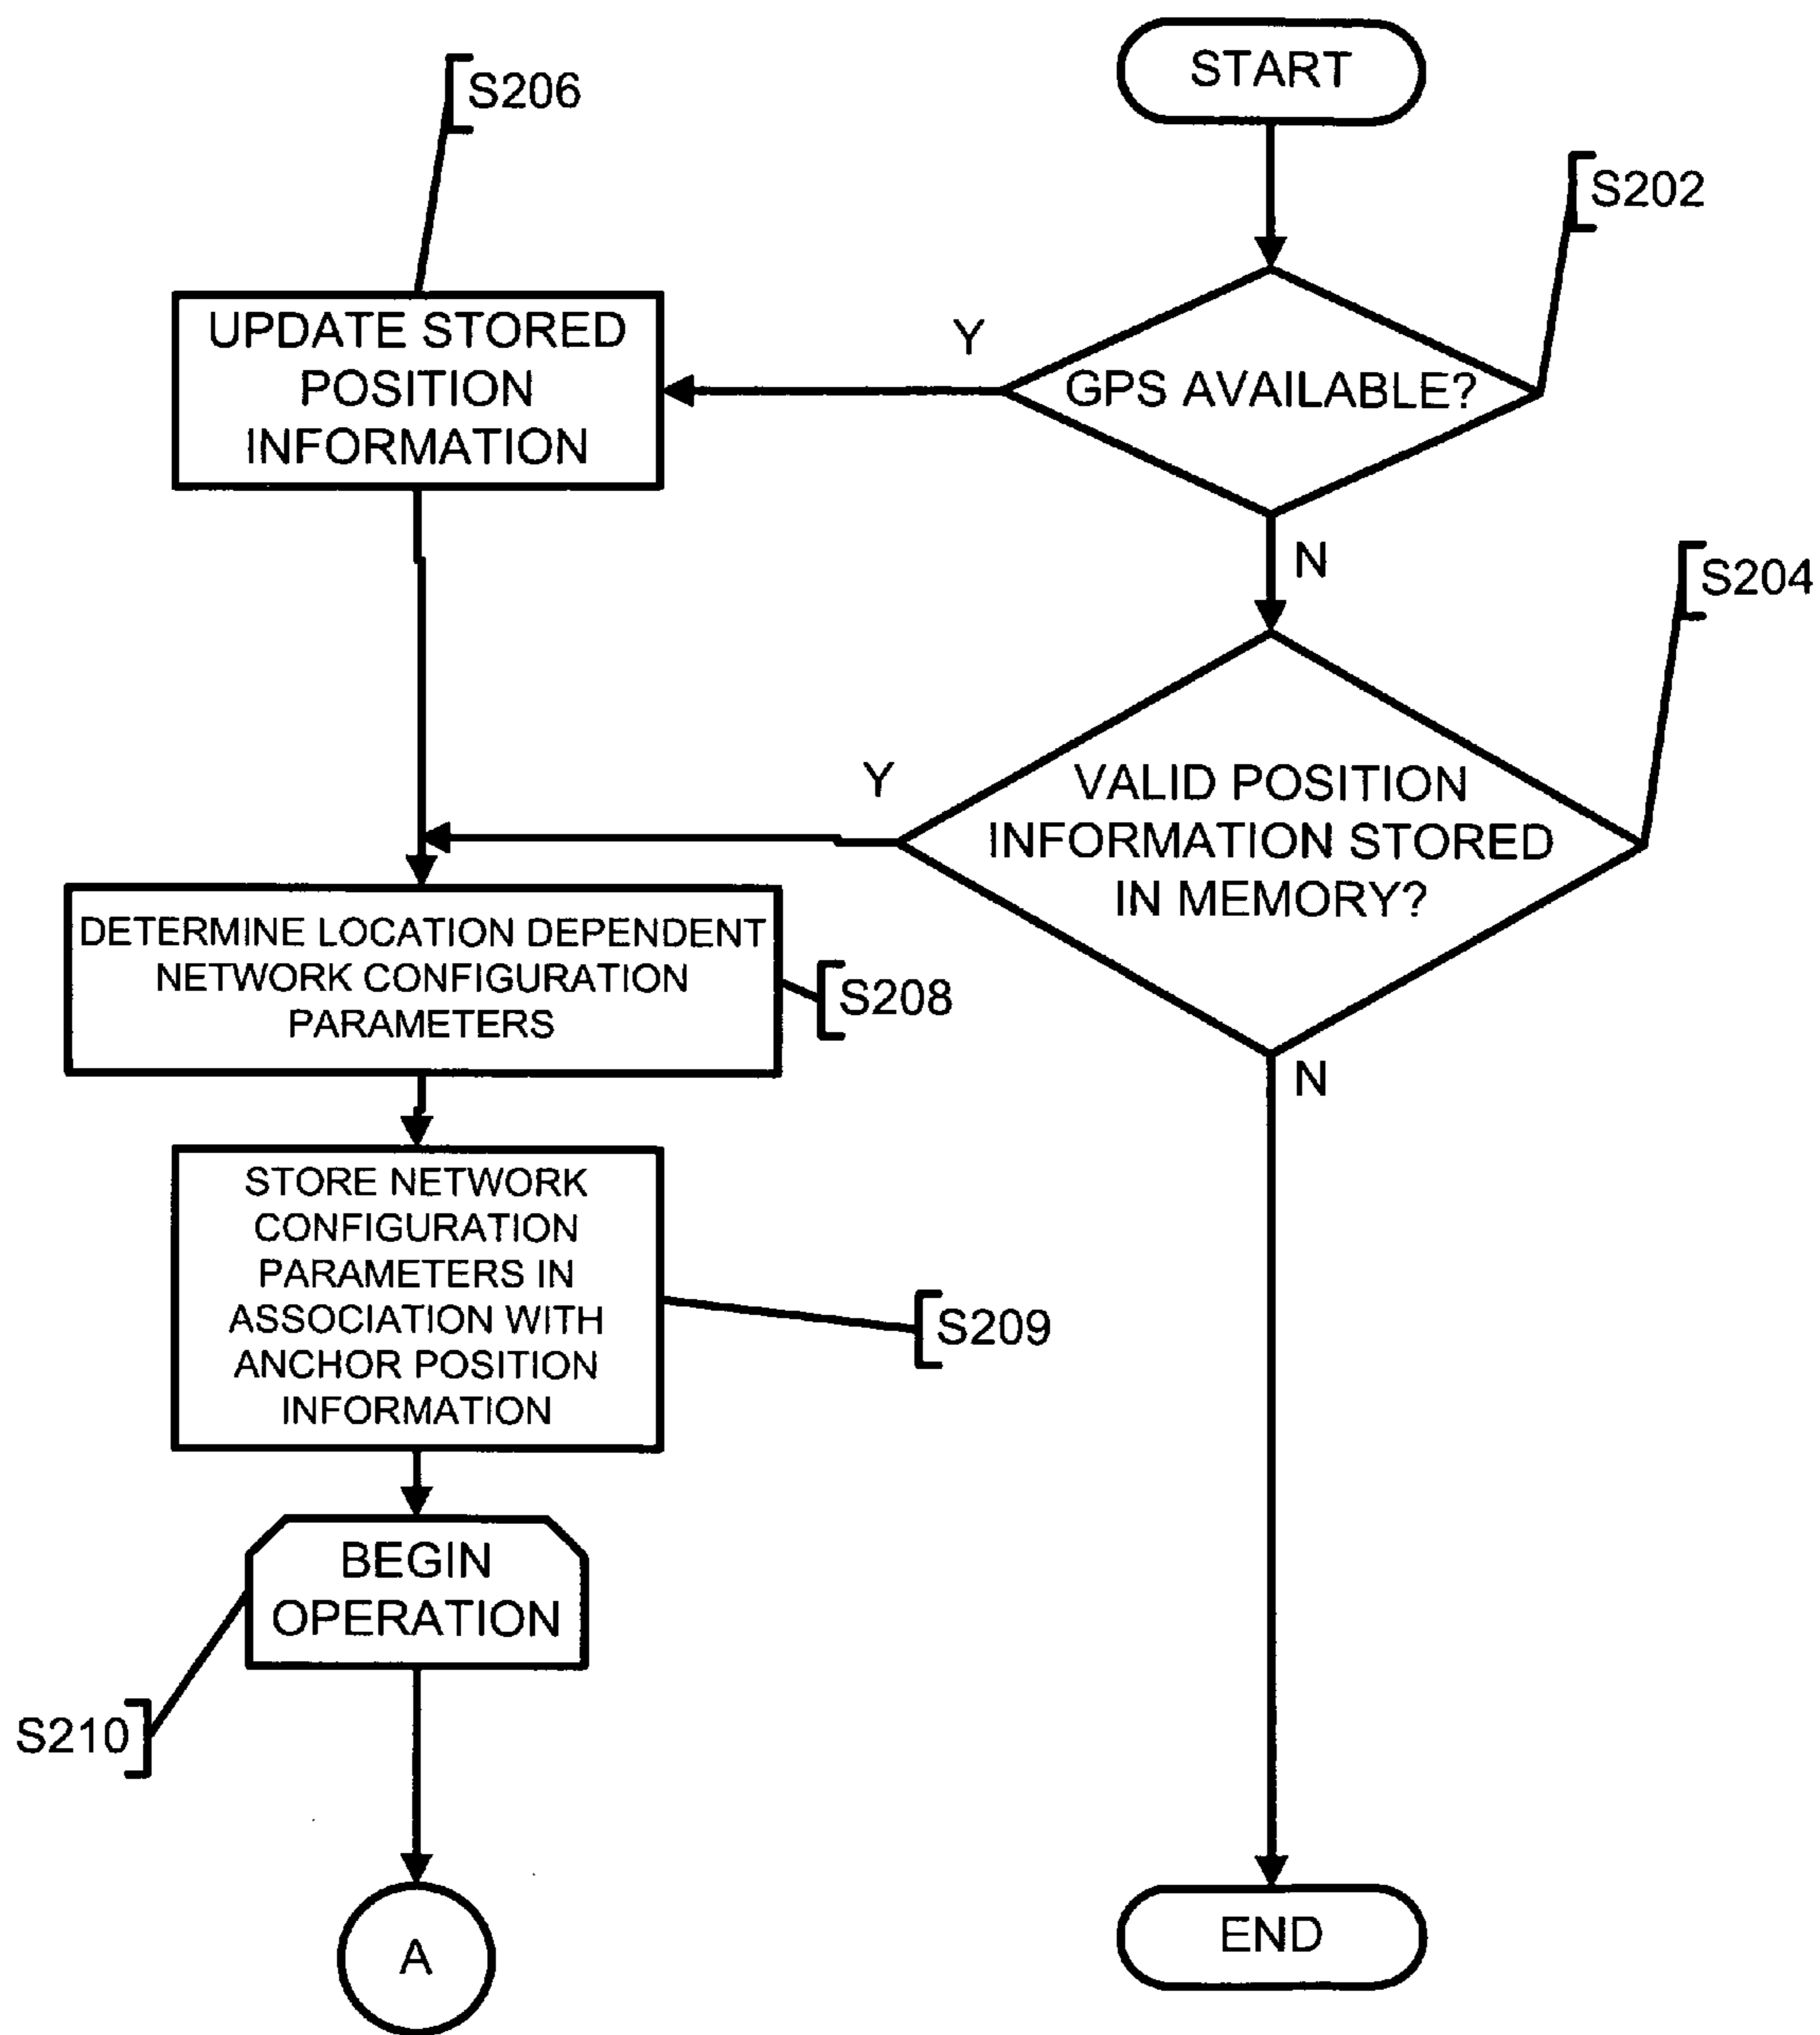 START
S206
S202
UPDATE STORED
POSITION
INFORMATION
Y
GPS AVAILABLE?
N
S204
Y
VALID POSITION
INFORMATION STORED
IN MEMORY?
DETERMINE LOCATION DEPENDENT
NETWORK CONFIGURATION
PARAMETERS
S208
N
STORE NETWORK
CONFIGURATION
PARAMETERS IN
ASSOCIATION WITH
ANCHOR POSITION
INFORMATION
S209
BEGIN
OPERATION
S210
A
END